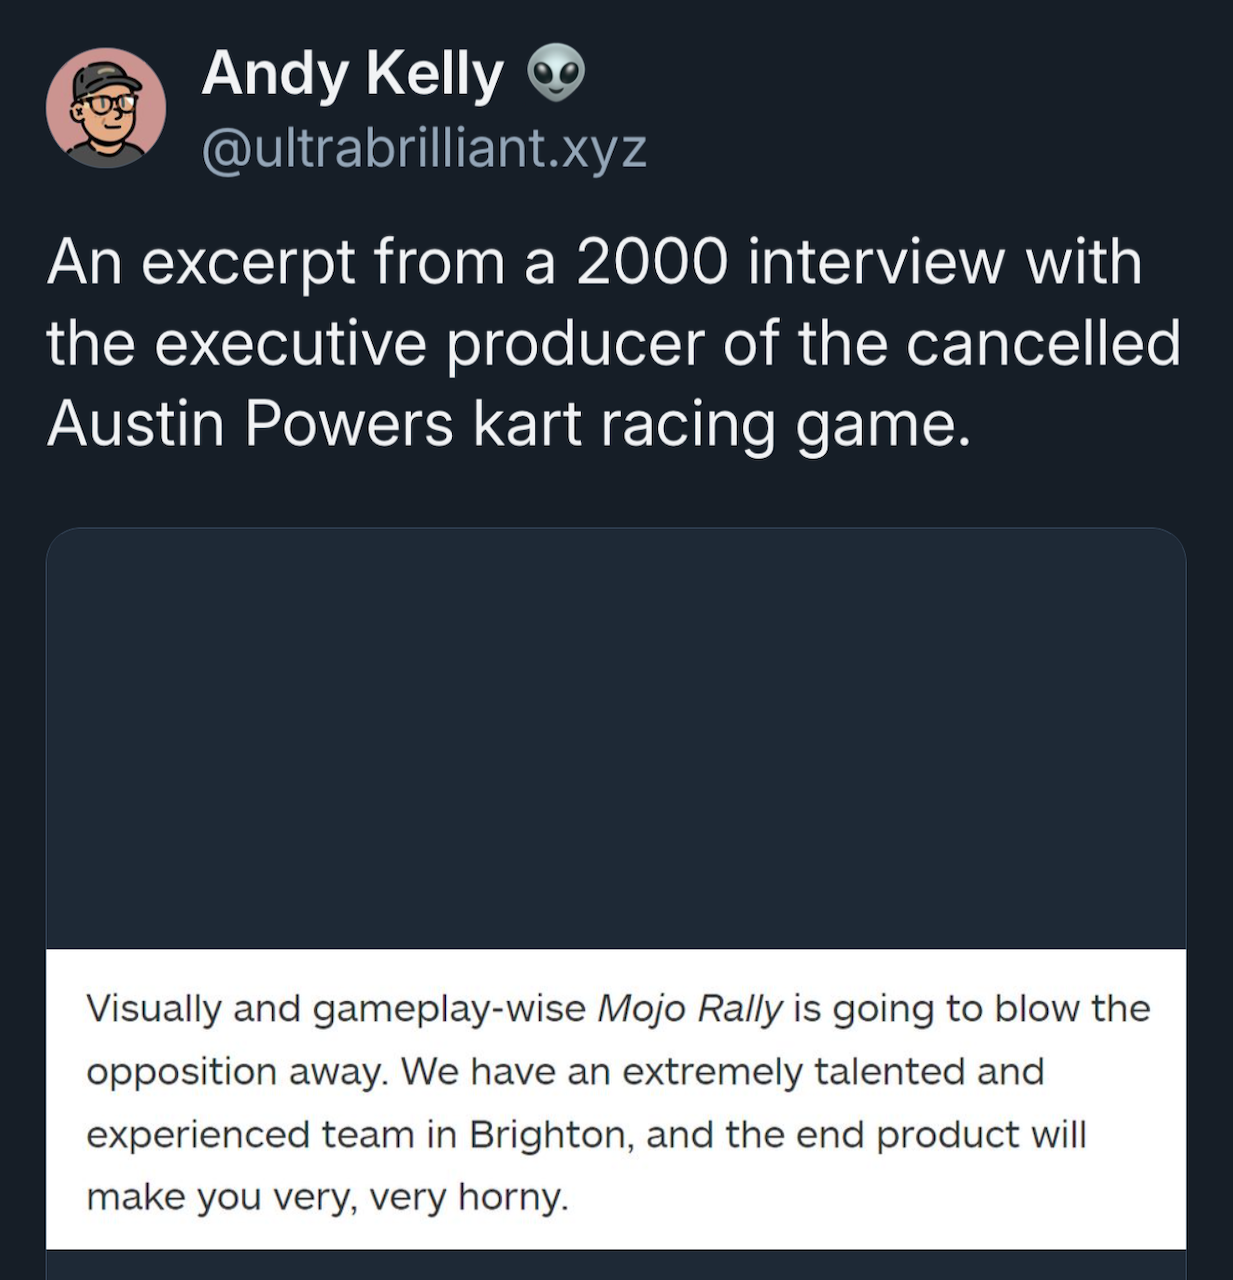 Andy Kelly 👽
@ultrabrilliant.xyz
An excerpt from a 2000 interview with
the executive producer of the cancelled
Austin Powers kart racing game.
Visually and gameplay-wise Mojo Rally is going to blow the
opposition away. We have an extremely talented and
experienced team in Brighton, and the end product will
make you very, very horny.